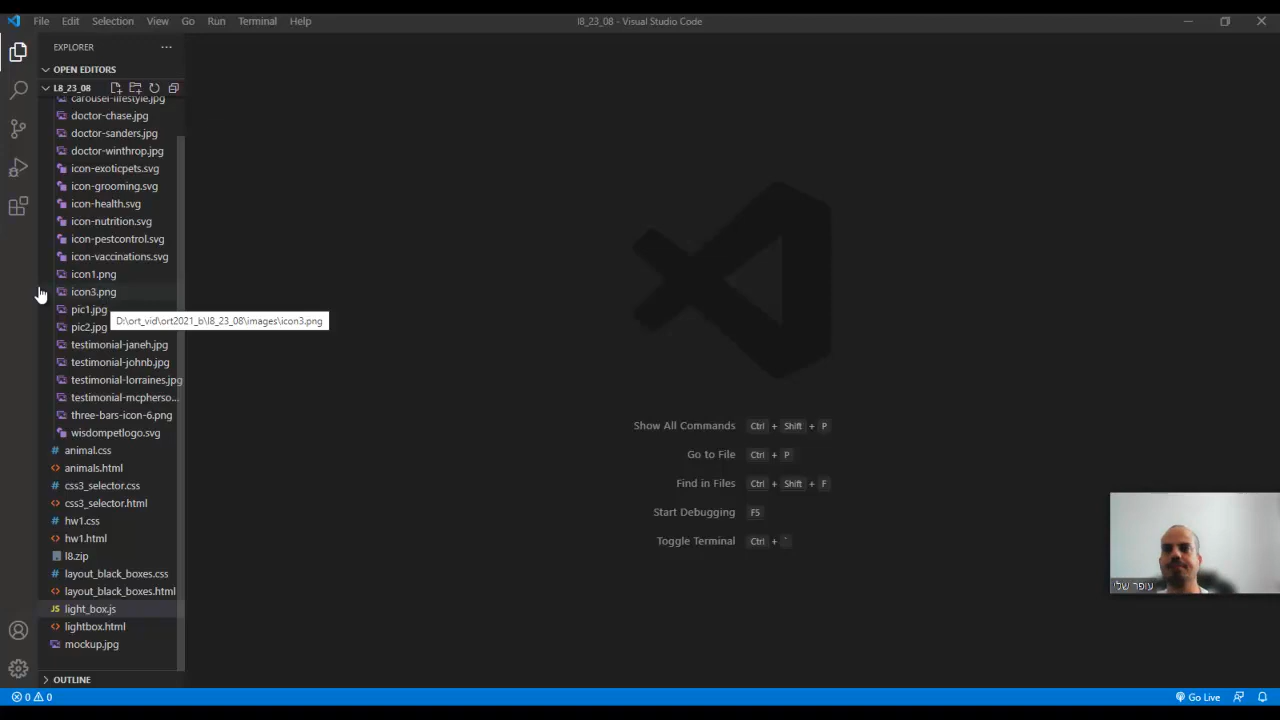 File Edit Selection View Go Run Terminal Help
l8_23_08 - Visual Studio Code
EXPLORER
OPEN EDITORS
L8_23_08
carousel-lifestyle.jpg
doctor-chase.jpg
doctor-sanders.jpg
doctor-winthrop.jpg
icon-exoticpets.svg
icon-grooming.svg
icon-health.svg
icon-nutrition.svg
icon-pestcontrol.svg
icon-vaccinations.svg
icon1.png
icon3.png
pic1.jpg
D:\ort_vid\ort2021_b\l8_23_08\images\icon3.png
pic2.jpg
testimonial-janeh.jpg
testimonial-johnb.jpg
testimonial-lorraines.jpg
testimonial-mcpherso...
three-bars-icon-6.png
wisdompetlogo.svg
# animal.css
<> animals.html
# css3_selector.css
<> css3_selector.html
# hw1.css
<> hw1.html
l8.zip
# layout_black_boxes.css
<> layout_black_boxes.html
JS light_box.js
<> lightbox.html
mockup.jpg
OUTLINE
Show All Commands Ctrl + Shift + P
Go to File Ctrl + P
Find in Files Ctrl + Shift + F
Start Debugging F5
Toggle Terminal Ctrl + `
עופר שלי
0 0
Go Live